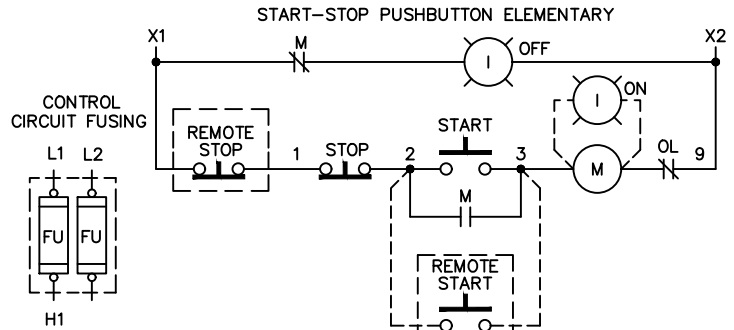 START-STOP PUSHBUTTON ELEMENTARY
X1
X2
M
I
OFF
CONTROL
CIRCUIT FUSING
I
ON
REMOTE
STOP
1
STOP
2
START
3
M
OL
9
L1 L2
M
FU FU
REMOTE
START
H1